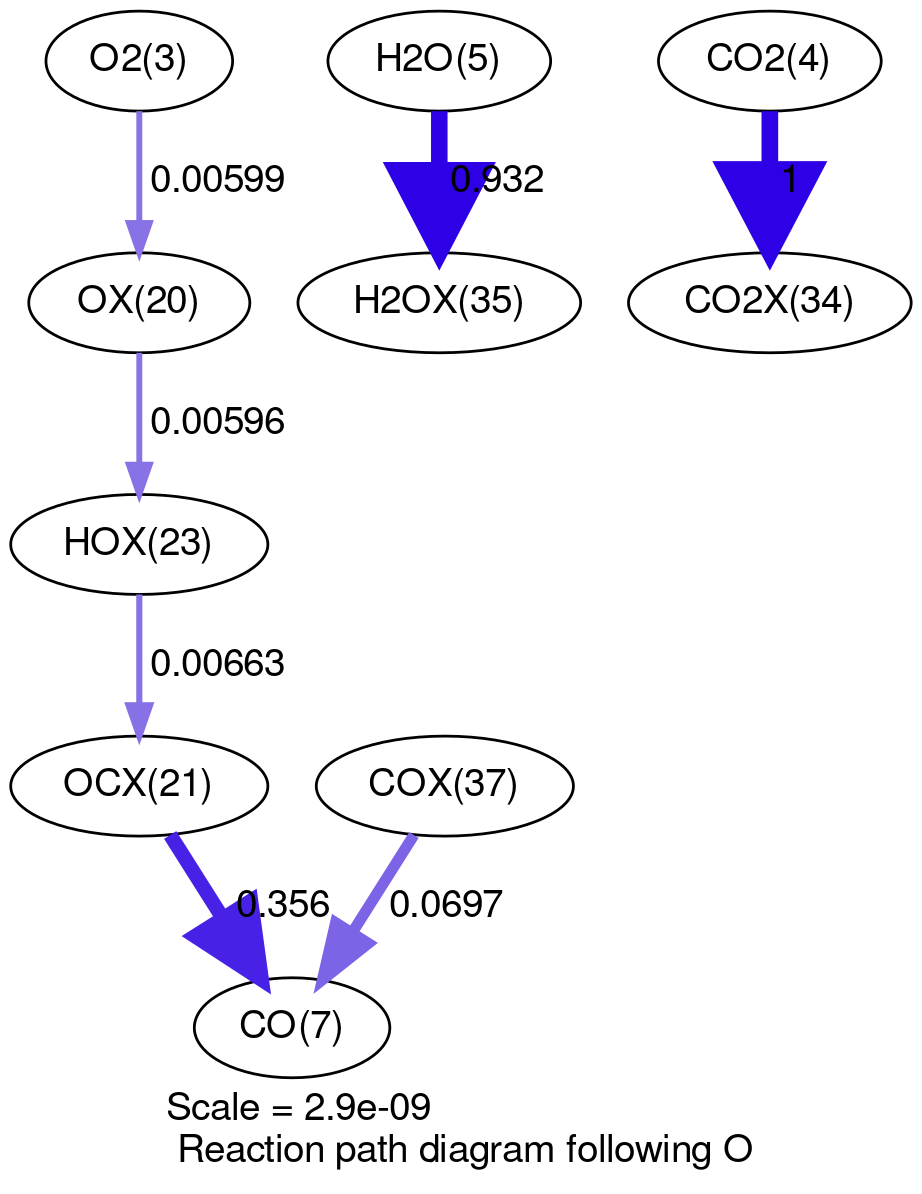 O2(3)
H2O(5)
CO2(4)
0.00599
0.932
1
OX(20)
H2OX(35)
CO2X(34)
0.00596
HOX(23)
0.00663
OCX(21)
COX(37)
0.356
0.0697
CO(7)
Scale = 2.9e-09
Reaction path diagram following O